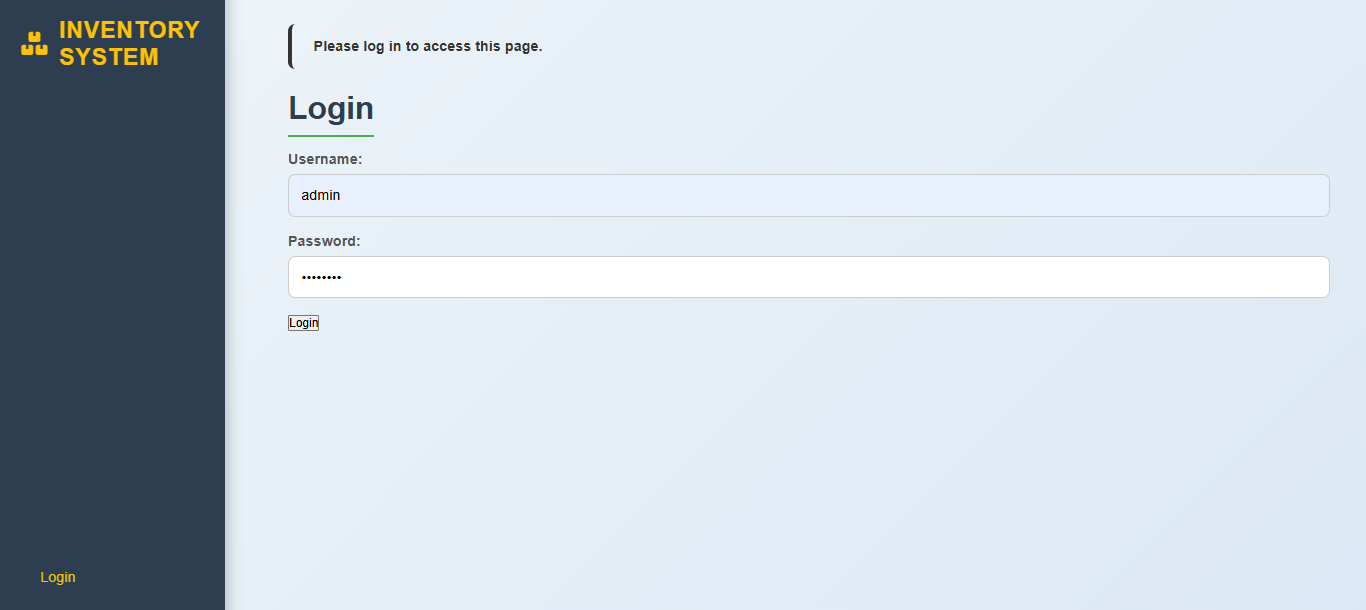 INVENTORY
SYSTEM
Please log in to access this page.
Login
Username:
admin
Password:
••••••••
Login
Login